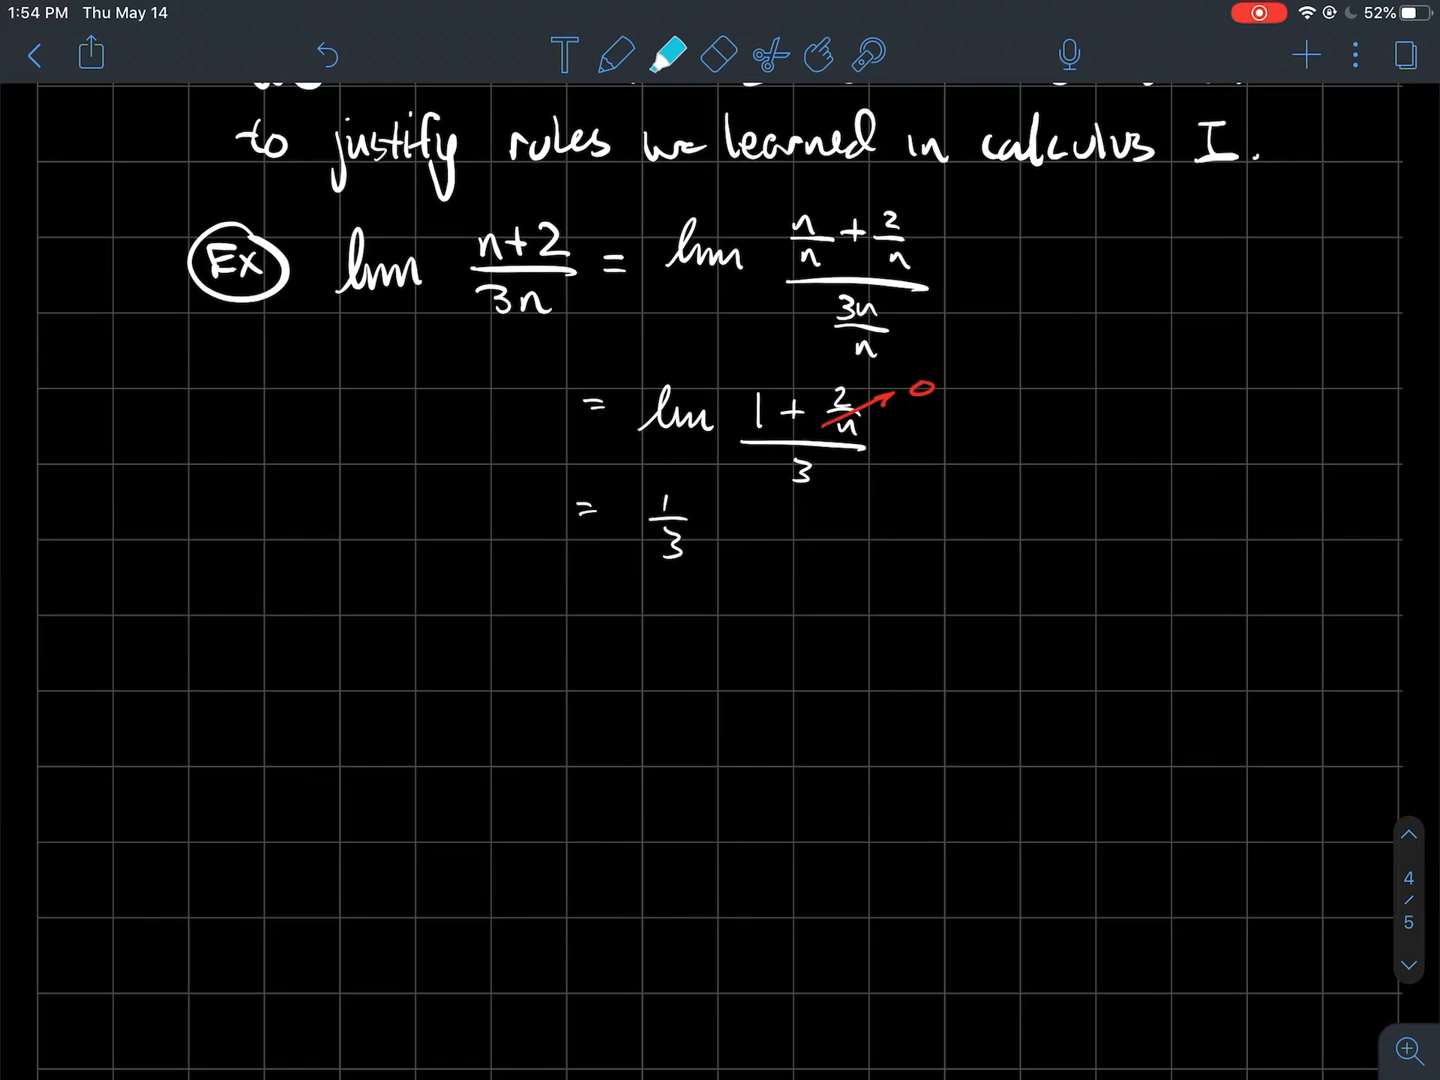 1:54 PM Thu May 14
52%
T
to justify rules we learned in calculus I.
Ex lim (n+2)/(3n) = lim (n/n + 2/n)/(3n/n)
= lim (1 + 2/n → 0)/3
= 1/3
4
/
5